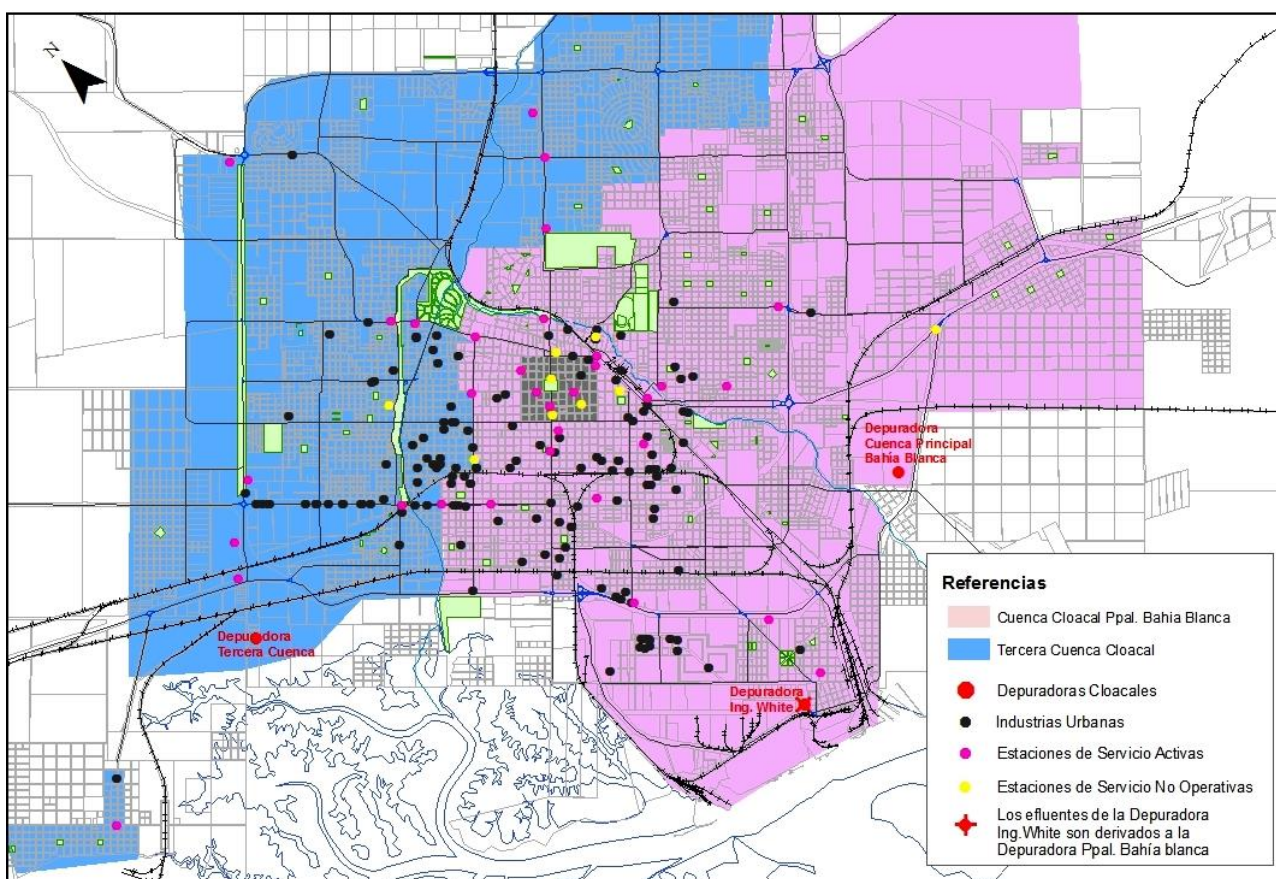 N
Depuradora
Cuenca Principal
Bahía Blanca
Depuradora
Tercera Cuenca
Depuradora
Ing. White
Referencias
Cuenca Cloacal Ppal. Bahia Blanca
Tercera Cuenca Cloacal
Depuradoras Cloacales
Industrias Urbanas
Estaciones de Servicio Activas
Estaciones de Servicio No Operativas
Los efluentes de la Depuradora
Ing.White son derivados a la
Depuradora Ppal. Bahía blanca